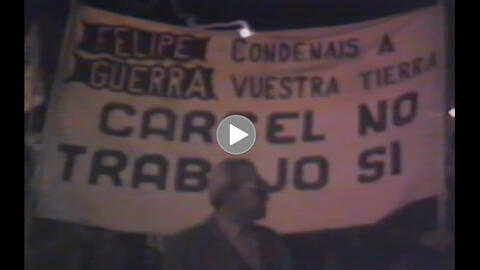 FELIPE CONDENAIS A
GUERRA VUESTRA TIERRA
CARCEL NO
TRABAJO SI